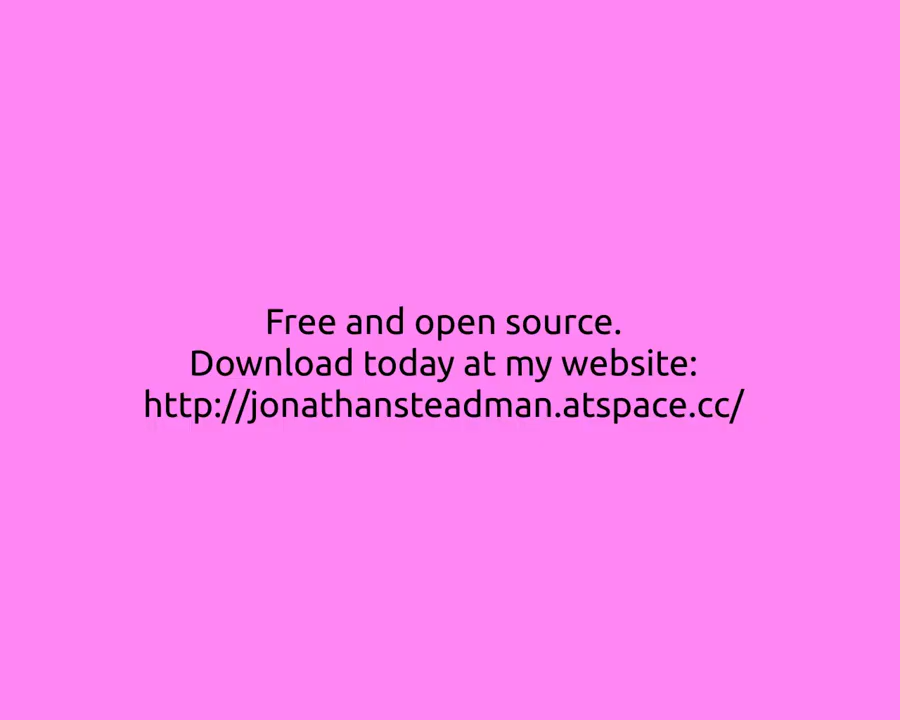 Free and open source.
Download today at my website:
http://jonathansteadman.atspace.cc/